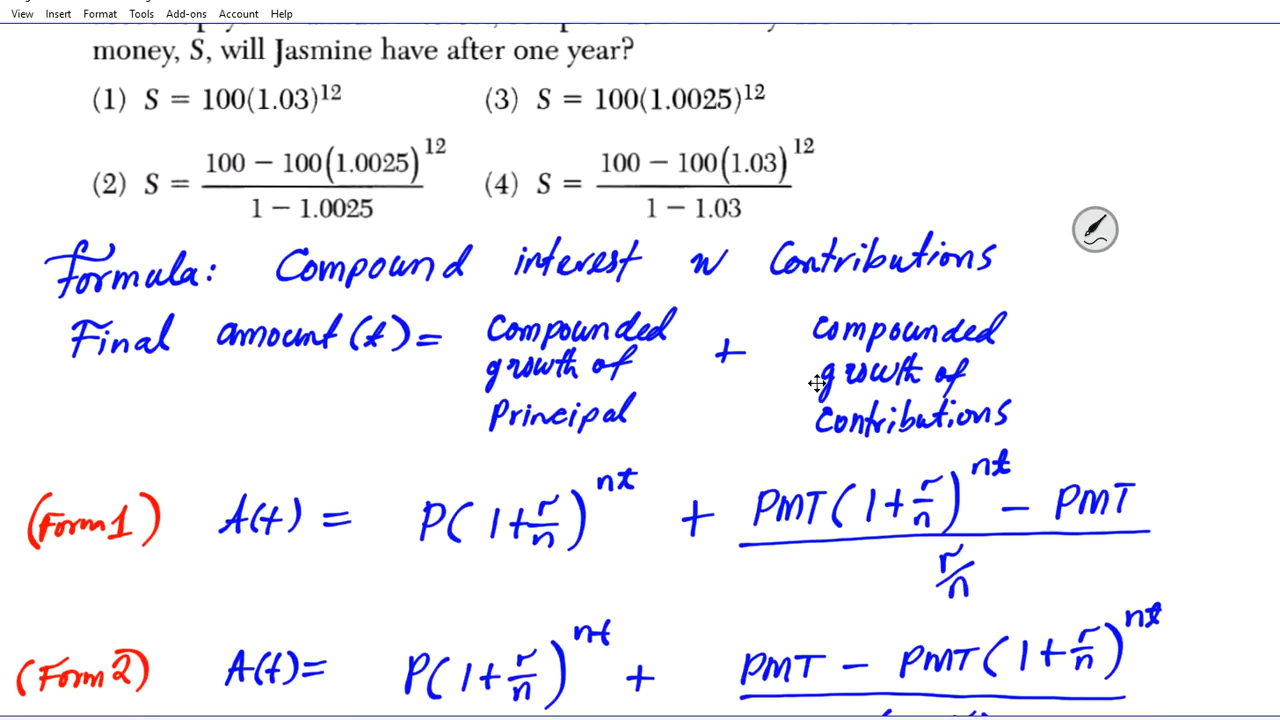 View Insert Format Tools Add-ons Account Help
money, S, will Jasmine have after one year?
(1) S = 100(1.03)^12 (3) S = 100(1.0025)^12
(2) S = (100 − 100(1.0025)^12) / (1 − 1.0025) (4) S = (100 − 100(1.03)^12) / (1 − 1.03)
Formula: Compound interest w Contributions
Final amount (t) = Compounded growth of Principal + compounded growth of contributions
(Form 1) A(t) = P(1+r/n)^nt + (PMT(1+r/n)^nt − PMT) / (r/n)
(Form 2) A(t) = P(1+r/n)^nt + PMT − PMT(1+r/n)^nt